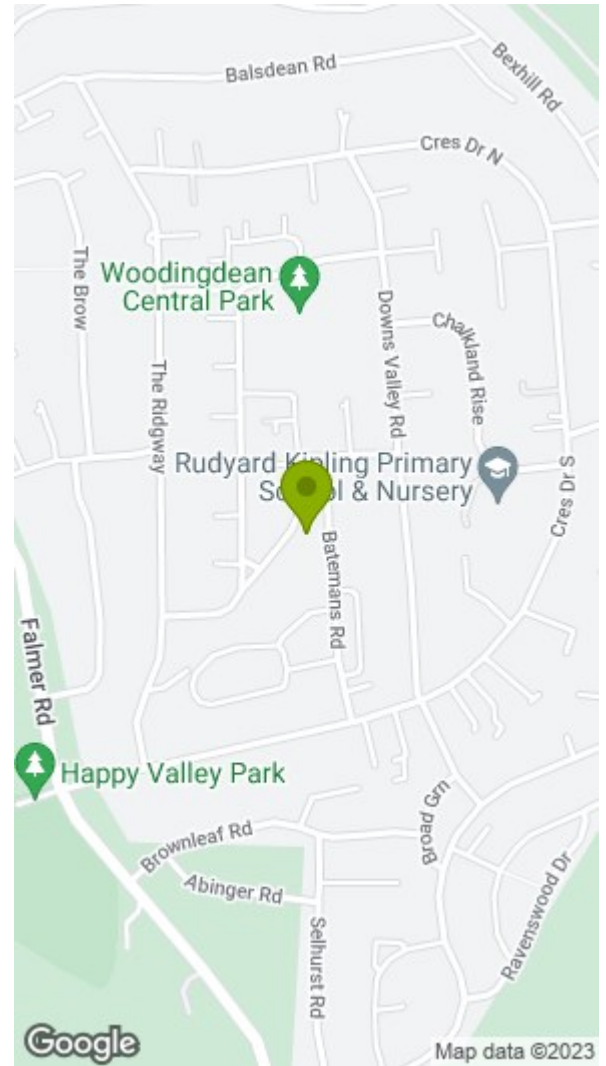 Balsdean Rd
Bexhill Rd
Cres Dr N
The Brow
Woodingdean
Central Park
Downs Valley Rd
Chalkland Rise
The Ridgway
Rudyard Kipling Primary
School & Nursery
Cres Dr S
Batemans Rd
Falmer Rd
Happy Valley Park
Broad Grn
Brownleaf Rd
Abinger Rd
Selhurst Rd
Ravenswood Dr
Google
Map data ©2023